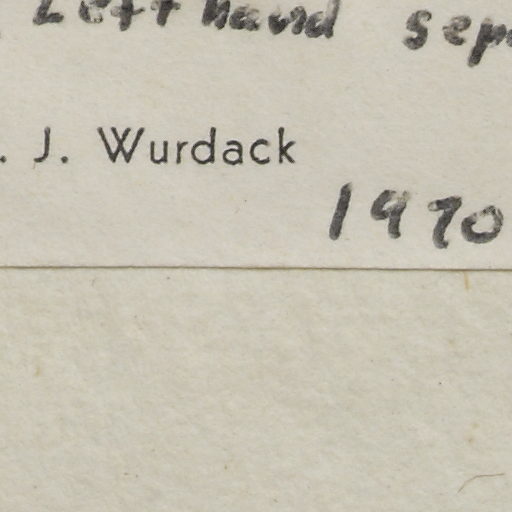 Left hand sep
. J. Wurdack
1970